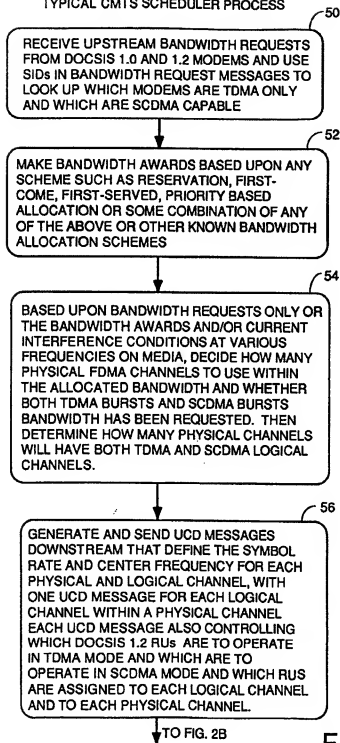 TYPICAL CMTS SCHEDULER PROCESS
50
RECEIVE UPSTREAM BANDWIDTH REQUESTS
FROM DOCSIS 1.0 AND 1.2 MODEMS AND USE
SIDs IN BANDWIDTH REQUEST MESSAGES TO
LOOK UP WHICH MODEMS ARE TDMA ONLY
AND WHICH ARE SCDMA CAPABLE
52
MAKE BANDWIDTH AWARDS BASED UPON ANY
SCHEME SUCH AS RESERVATION, FIRST-
COME, FIRST-SERVED, PRIORITY BASED
ALLOCATION OR SOME COMBINATION OF ANY
OF THE ABOVE OR OTHER KNOWN BANDWIDTH
ALLOCATION SCHEMES
54
BASED UPON BANDWIDTH REQUESTS ONLY OR
THE BANDWIDTH AWARDS AND/OR CURRENT
INTERFERENCE CONDITIONS AT VARIOUS
FREQUENCIES ON MEDIA, DECIDE HOW MANY
PHYSICAL FDMA CHANNELS TO USE WITHIN
THE ALLOCATED BANDWIDTH AND WHETHER
BOTH TDMA BURSTS AND SCDMA BURSTS
BANDWIDTH HAS BEEN REQUESTED. THEN
DETERMINE HOW MANY PHYSICAL CHANNELS
WILL HAVE BOTH TDMA AND SCDMA LOGICAL
CHANNELS.
56
GENERATE AND SEND UCD MESSAGES
DOWNSTREAM THAT DEFINE THE SYMBOL
RATE AND CENTER FREQUENCY FOR EACH
PHYSICAL AND LOGICAL CHANNEL, WITH
ONE UCD MESSAGE FOR EACH LOGICAL
CHANNEL WITHIN A PHYSICAL CHANNEL
EACH UCD MESSAGE ALSO CONTROLLING
WHICH DOCSIS 1.2 RUs ARE TO OPERATE
IN TDMA MODE AND WHICH ARE TO
OPERATE IN SCDMA MODE AND WHICH RUS
ARE ASSIGNED TO EACH LOGICAL CHANNEL
AND TO EACH PHYSICAL CHANNEL.
TO FIG. 2B